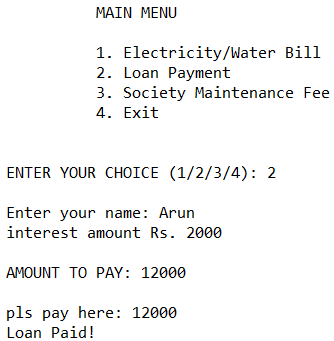 MAIN MENU
1. Electricity/Water Bill
2. Loan Payment
3. Society Maintenance Fee
4. Exit
ENTER YOUR CHOICE (1/2/3/4): 2
Enter your name: Arun
interest amount Rs. 2000
AMOUNT TO PAY: 12000
pls pay here: 12000
Loan Paid!